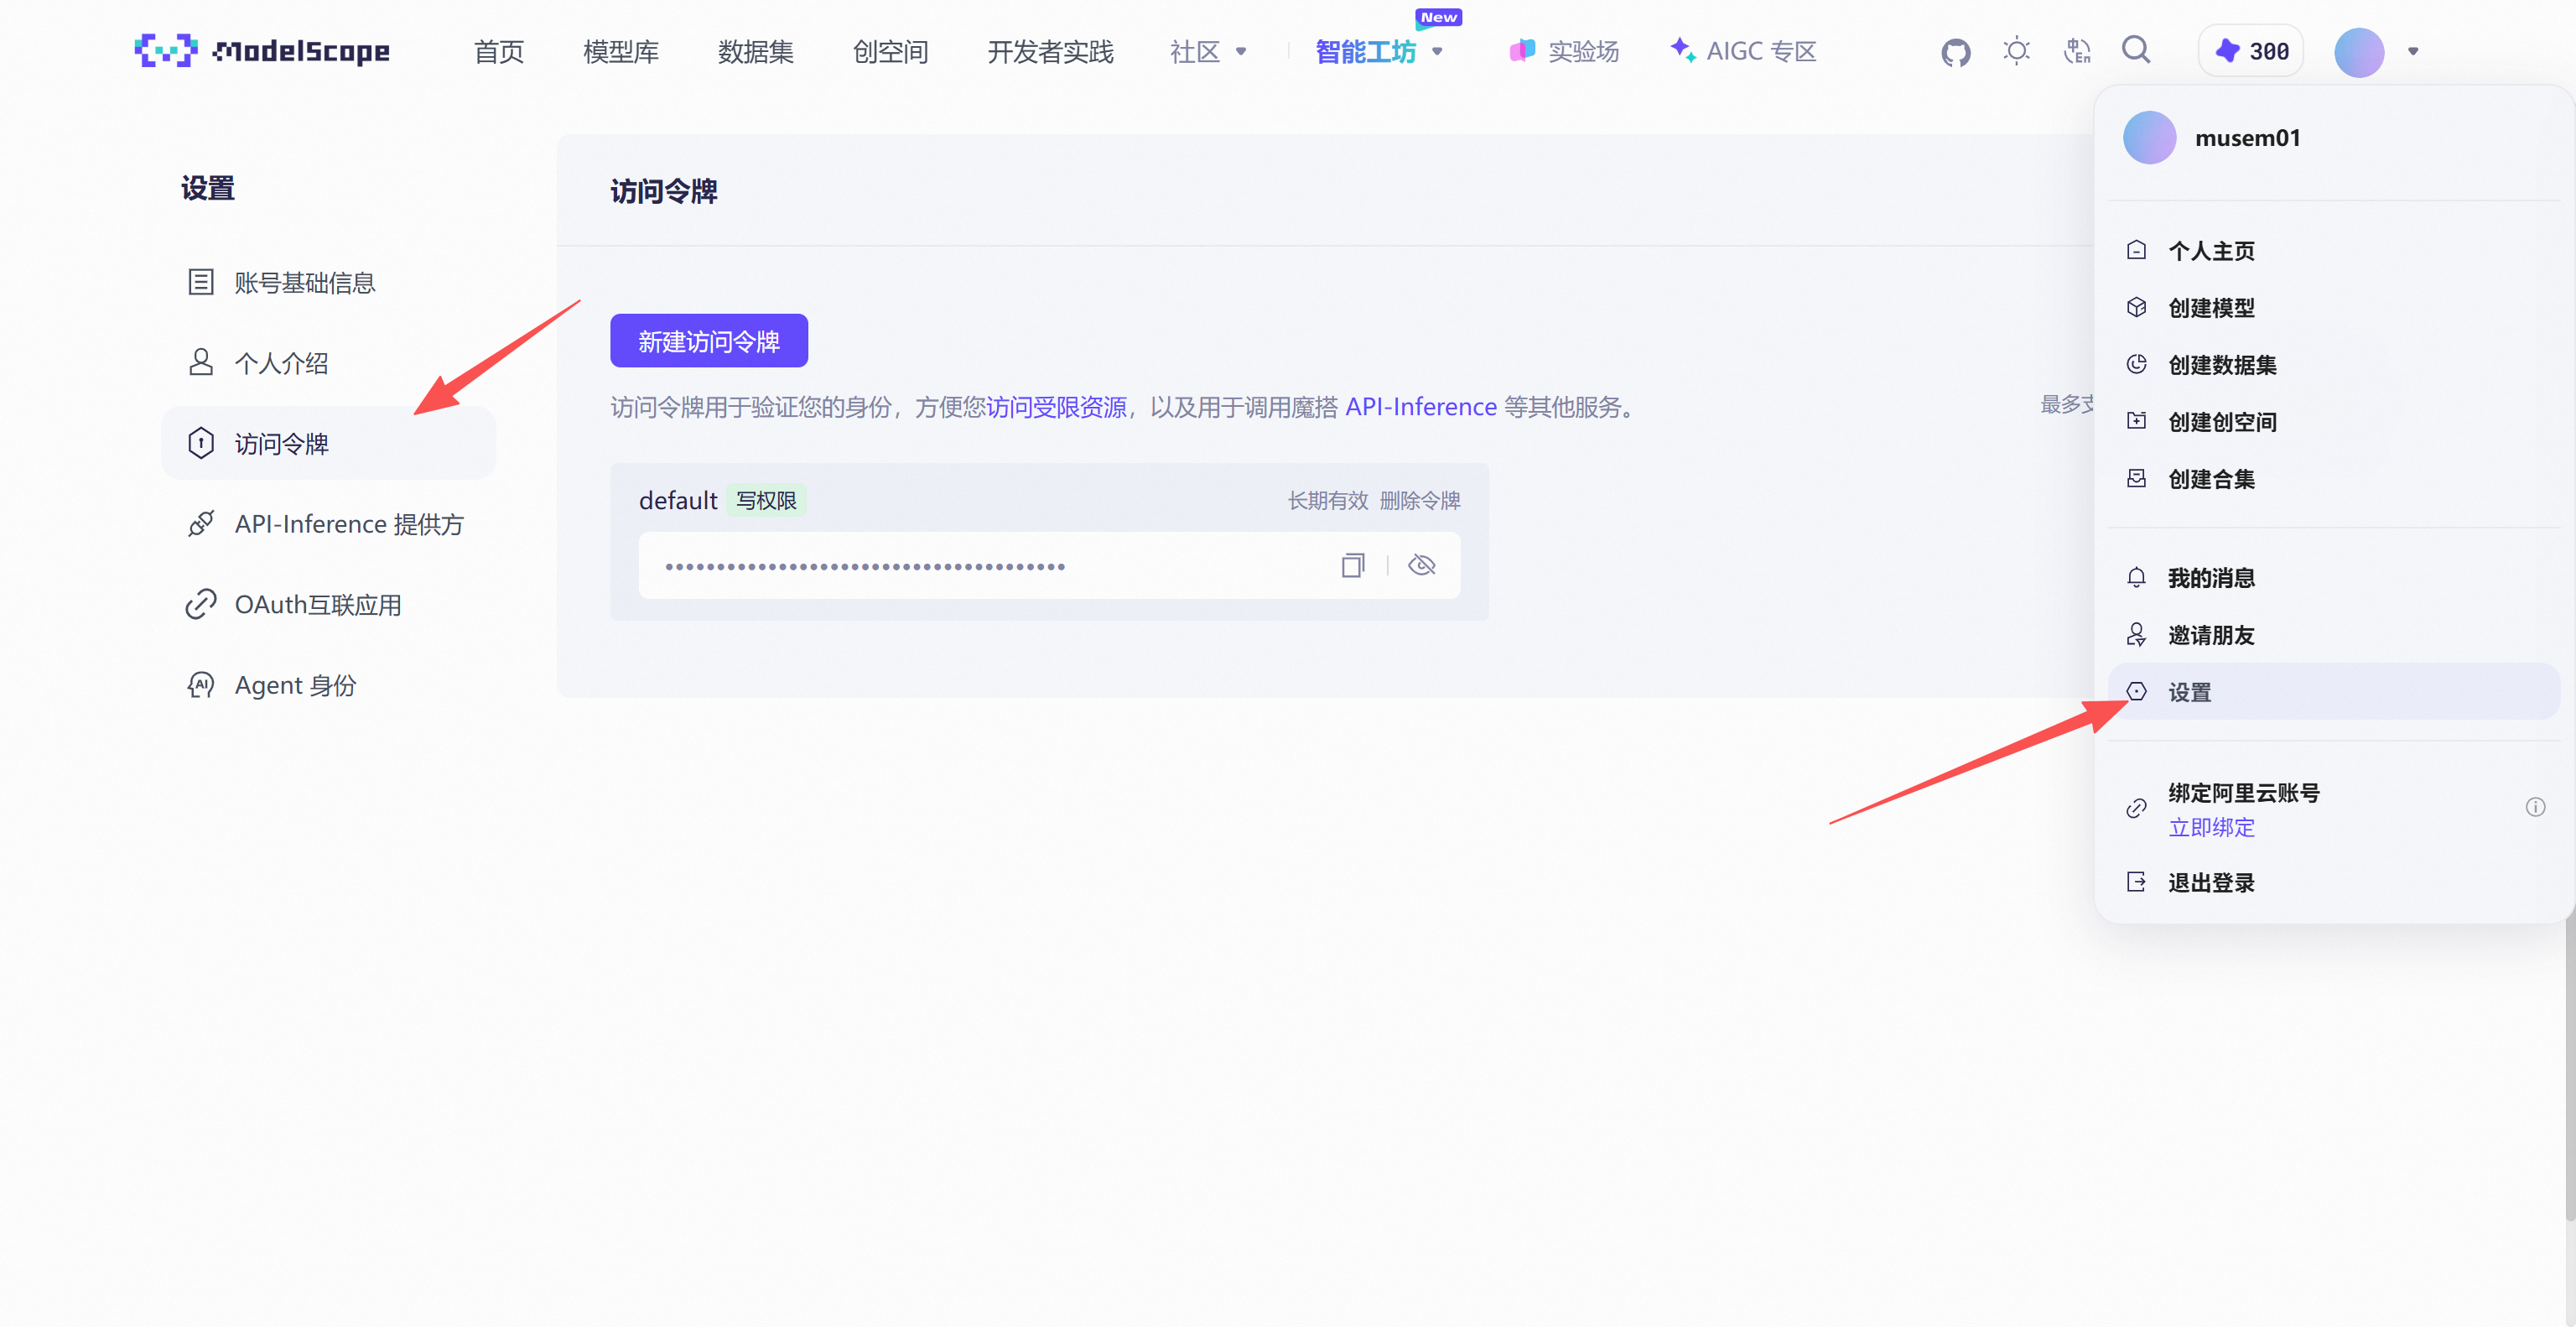 ModelScope 首页 模型库 数据集 创空间 开发者实践 社区 智能工坊 New 实验场 AIGC 专区 中 En 300
musem01
设置
访问令牌
账号基础信息
个人介绍
访问令牌
API-Inference 提供方
OAuth互联应用
AI Agent 身份
新建访问令牌
访问令牌用于验证您的身份，方便您访问受限资源，以及用于调用魔搭 API-Inference 等其他服务。
最多支
default 写权限 长期有效 删除令牌
个人主页
创建模型
创建数据集
创建创空间
创建合集
我的消息
邀请朋友
设置
绑定阿里云账号
立即绑定
退出登录